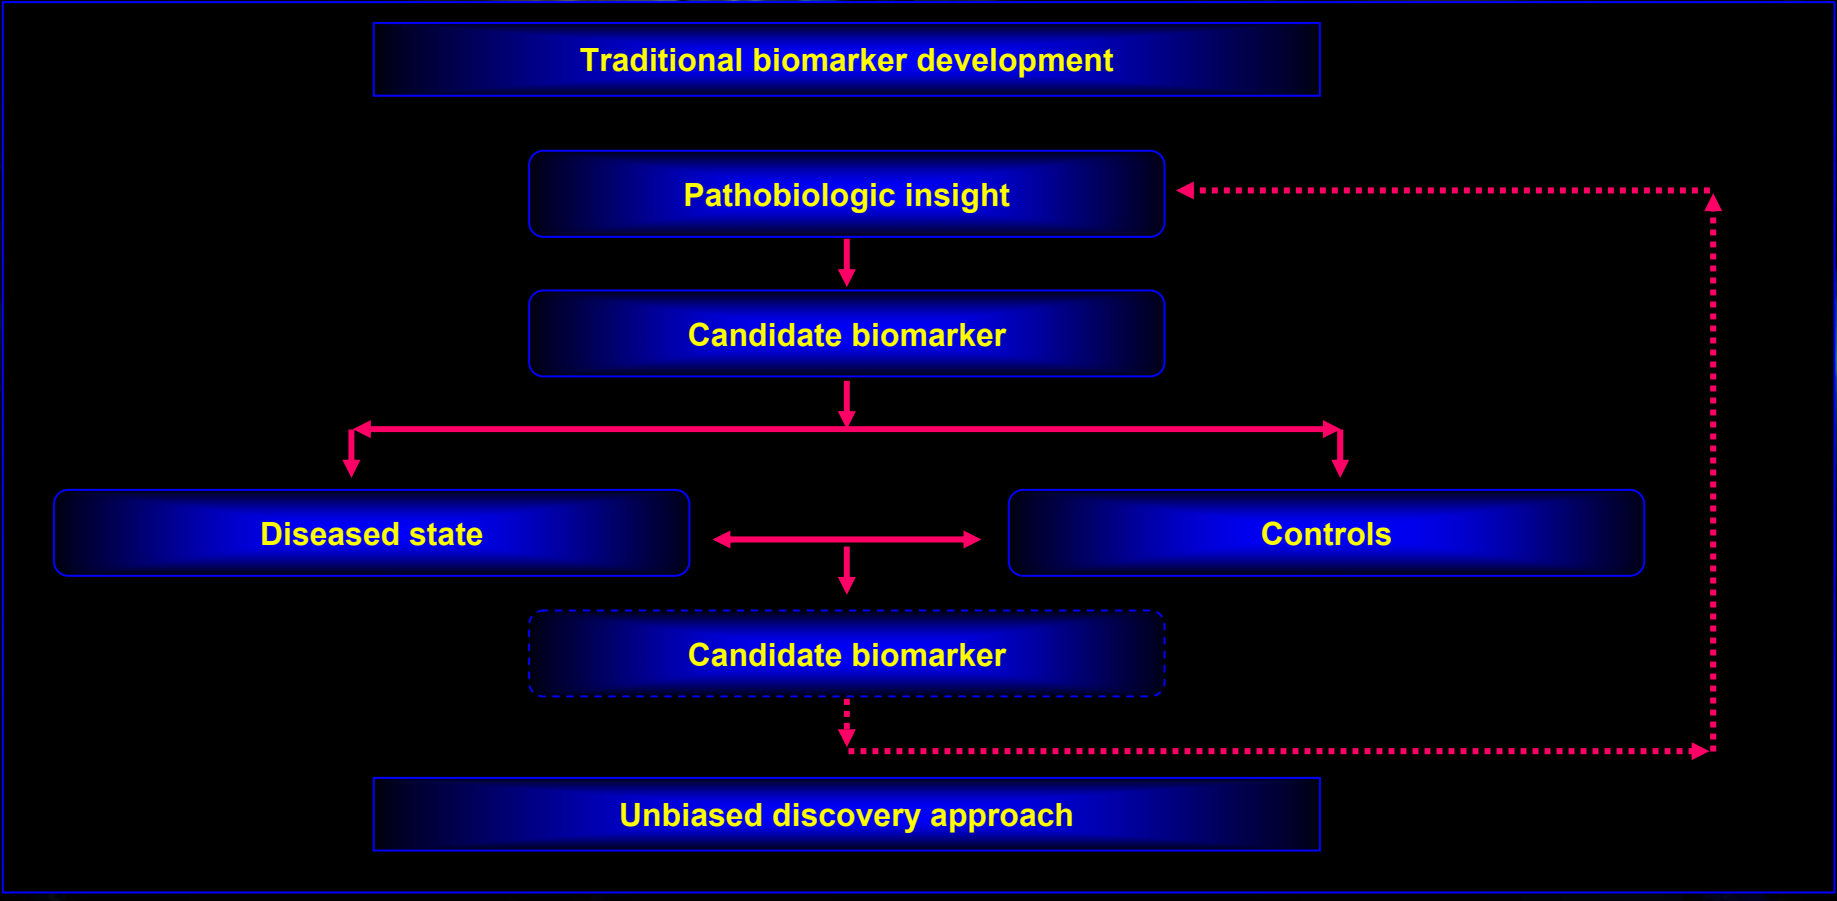 Traditional biomarker development
Pathobiologic insight
Candidate biomarker
Diseased state
Controls
Candidate biomarker
Unbiased discovery approach